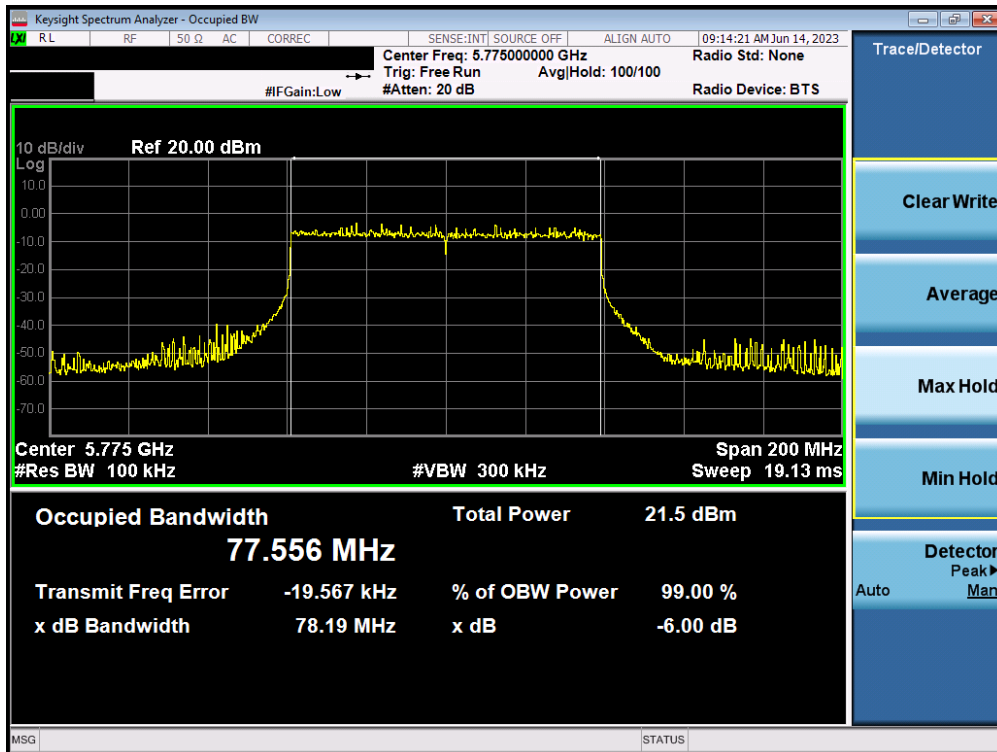 Keysight Spectrum Analyzer - Occupied BW
LXI RL RF 50 Ω AC CORREC SENSE:INT SOURCE OFF ALIGN AUTO 09:14:21 AM Jun 14, 2023
Center Freq: 5.775000000 GHz Radio Std: None
Trig: Free Run Avg|Hold: 100/100
#IFGain:Low #Atten: 20 dB Radio Device: BTS
Trace/Detector
10 dB/div Ref 20.00 dBm
Log
10.0
0.00
-10.0
-20.0
-30.0
-40.0
-50.0
-60.0
-70.0
Center 5.775 GHz Span 200 MHz
#Res BW 100 kHz #VBW 300 kHz Sweep 19.13 ms
Occupied Bandwidth Total Power 21.5 dBm
77.556 MHz
Transmit Freq Error -19.567 kHz % of OBW Power 99.00 %
x dB Bandwidth 78.19 MHz x dB -6.00 dB
Clear Write
Average
Max Hold
Min Hold
Detector
Peak▶
Auto Man
MSG STATUS